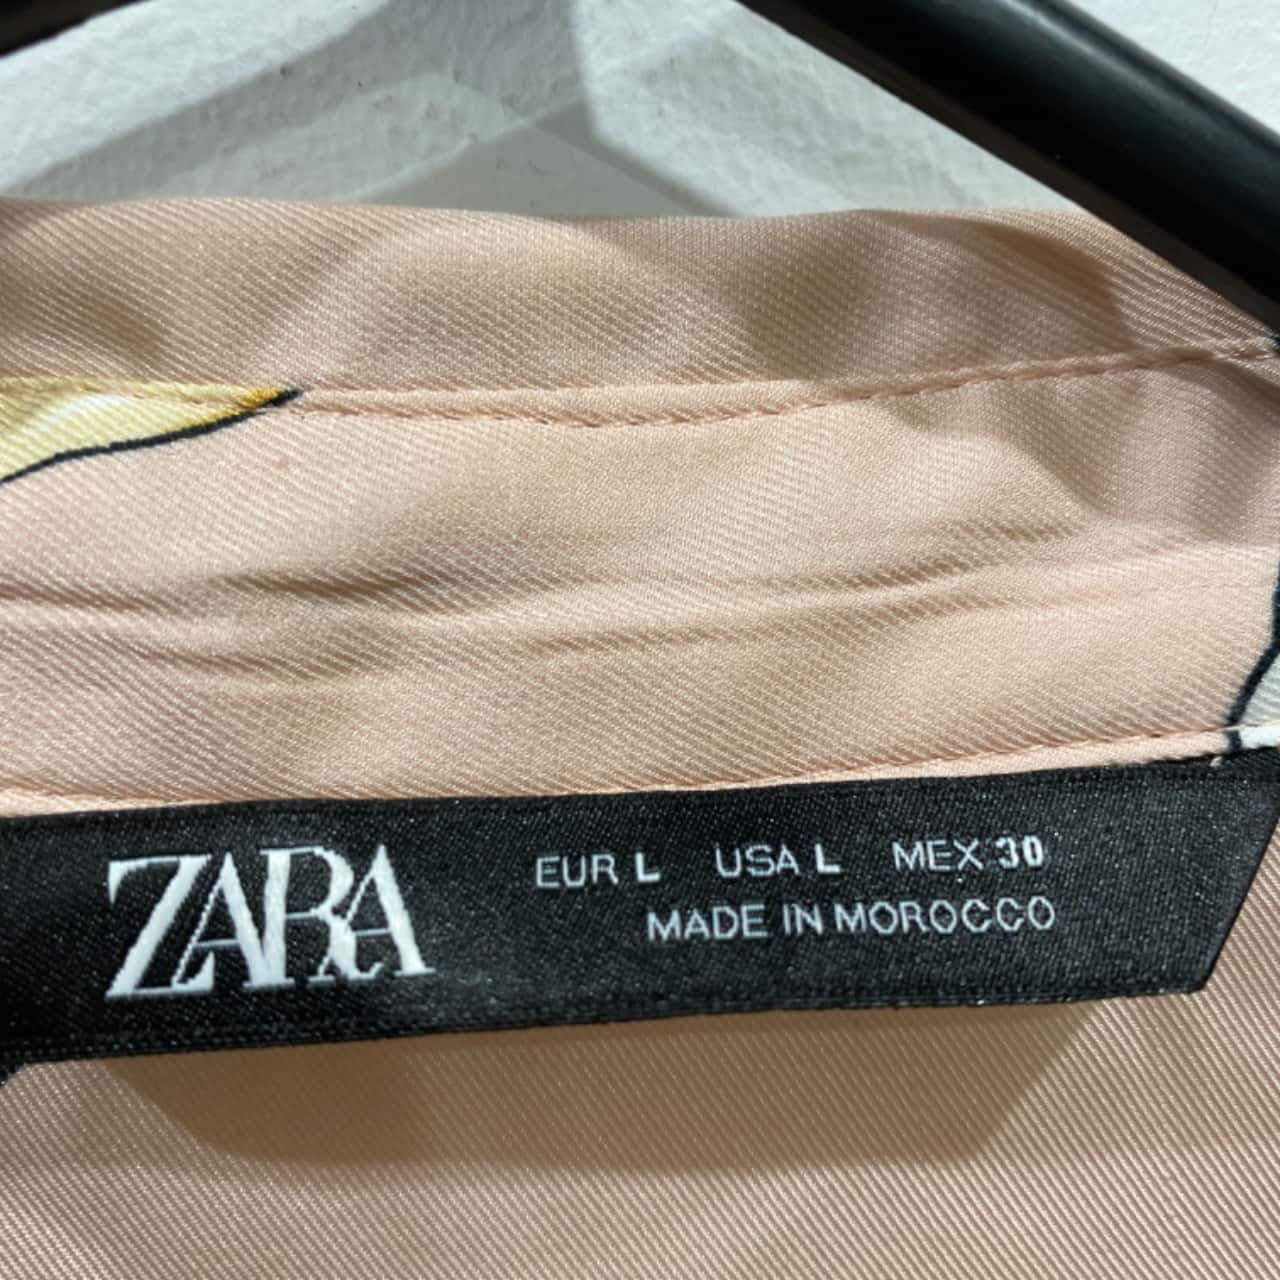 ZARA
EUR L USA L MEX 30
MADE IN MOROCCO